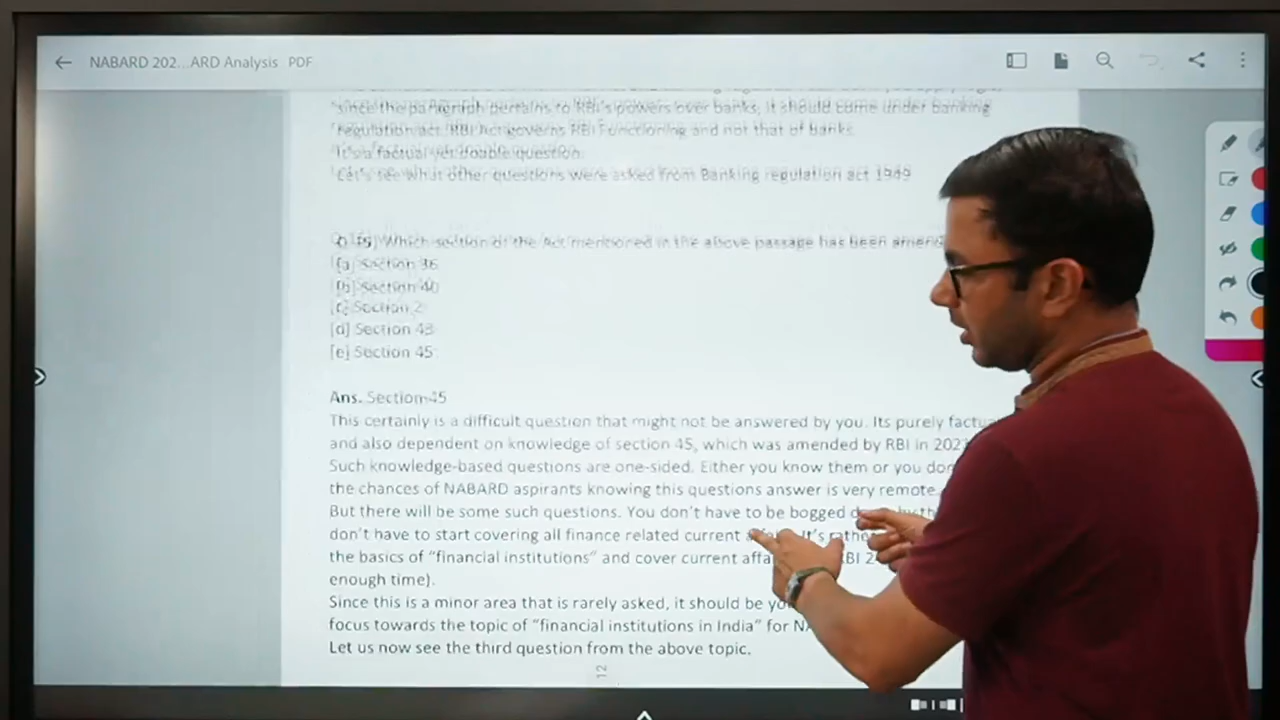 NABARD 202...ARD Analysis PDF
since the paragraph pertains to RBI's powers over banks, it should come under banking
regulation act. RBI Act governs RBI Functioning and not that of banks.
It's a factual yet doable question.
Let's see what other questions were asked from Banking regulation act 1949
Which section of the Act mentioned in the above passage has been
[a] Section 36
[b] Section 40
[c] Section 2
[d] Section 43
[e] Section 45
Ans. Section-45
This certainly is a difficult question that might not be answered by you. Its purely
and also dependent on knowledge of section 45, which was amended by RBI in
Such knowledge-based questions are one-sided. Either you know them or you
the chances of NABARD aspirants knowing this questions answer is very remote
But there will be some such questions. You don't have to be bogged
don't have to start covering all finance related current It's
the basics of "financial institutions" and cover current
enough time).
Since this is a minor area that is rarely asked, it should be
focus towards the topic of "financial institutions in India" for
Let us now see the third question from the above topic.
12